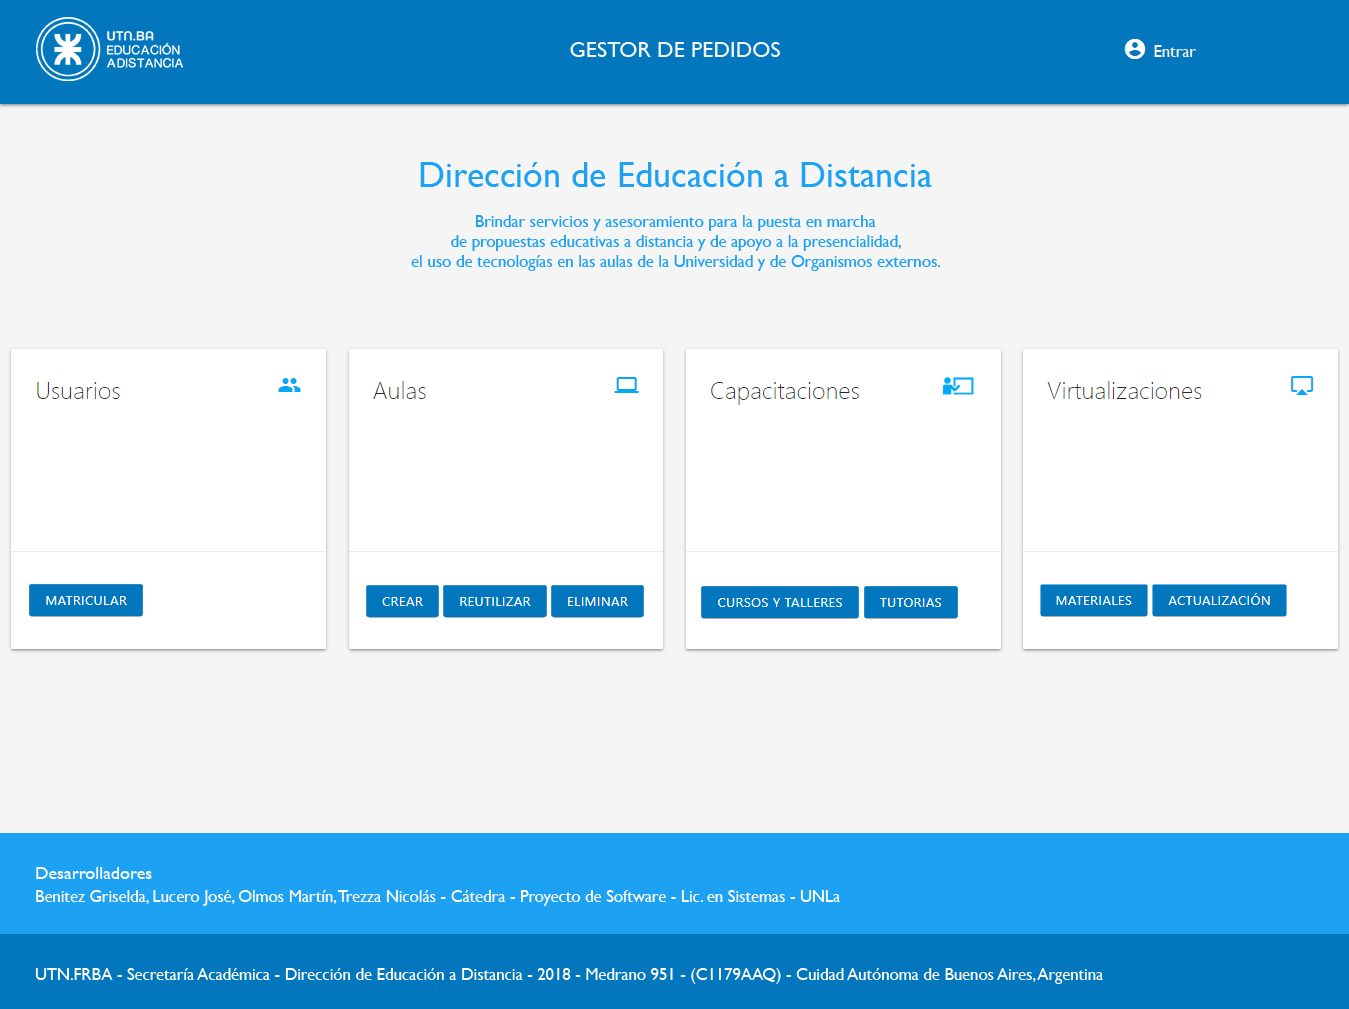 UTN.BA
EDUCACIÓN
A DISTANCIA
GESTOR DE PEDIDOS
Entrar
Dirección de Educación a Distancia
Brindar servicios y asesoramiento para la puesta en marcha
de propuestas educativas a distancia y de apoyo a la presencialidad,
el uso de tecnologías en las aulas de la Universidad y de Organismos externos.
Usuarios
MATRICULAR
Aulas
CREAR REUTILIZAR ELIMINAR
Capacitaciones
CURSOS Y TALLERES TUTORIAS
Virtualizaciones
MATERIALES ACTUALIZACIÓN
Desarrolladores
Benitez Griselda, Lucero José, Olmos Martín, Trezza Nicolás - Cátedra - Proyecto de Software - Lic. en Sistemas - UNLa
UTN.FRBA - Secretaría Académica - Dirección de Educación a Distancia - 2018 - Medrano 951 - (C1179AAQ) - Cuidad Autónoma de Buenos Aires, Argentina